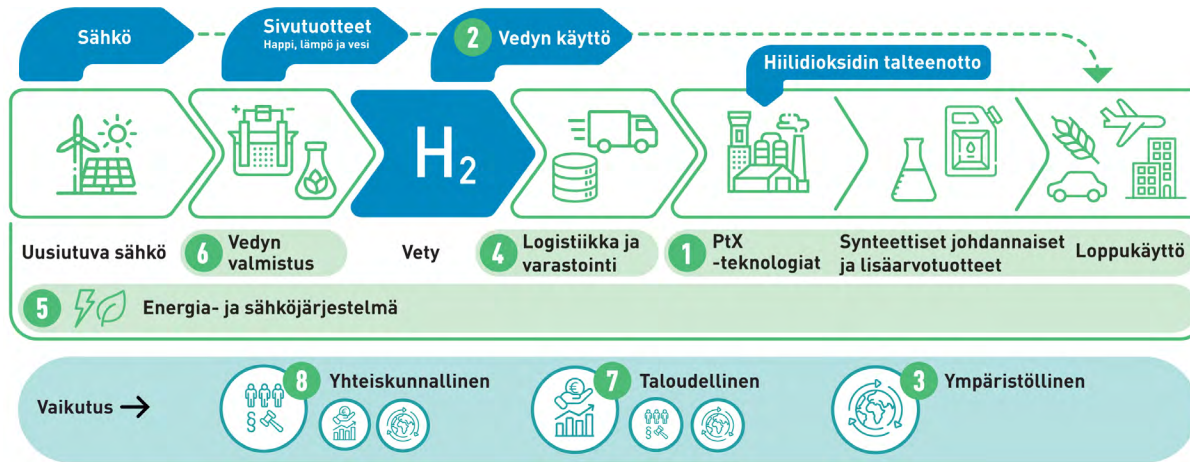 Sähkö
Sivutuotteet
Happi, lämpö ja vesi
2 Vedyn käyttö
Hiilidioksidin talteenotto
H2
Uusiutuva sähkö
6 Vedyn
valmistus
Vety
4 Logistiikka ja
varastointi
1 PtX
-teknologiat
Synteettiset johdannaiset
ja lisäarvotuotteet
Loppukäyttö
5 Energia- ja sähköjärjestelmä
Vaikutus →
8 Yhteiskunnallinen
7 Taloudellinen
3 Ympäristöllinen